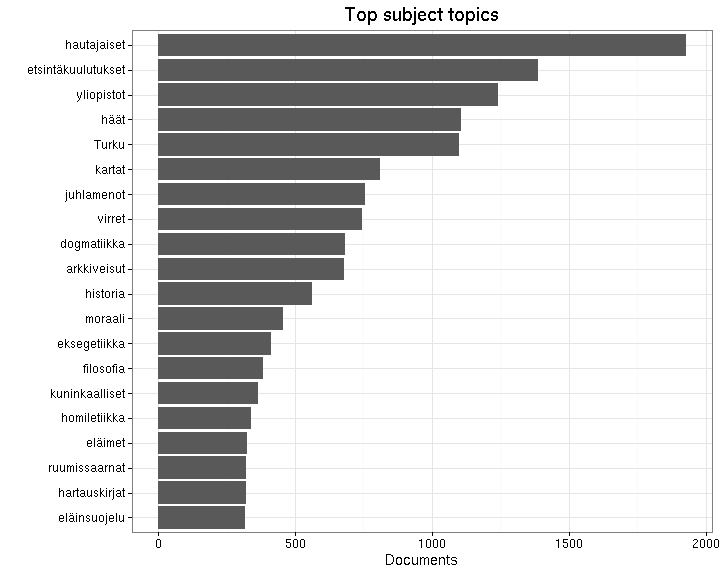 Top subject topics
hautajaiset
etsintäkuulutukset
yliopistot
häät
Turku
kartat
juhlamenot
virret
dogmatiikka
arkkiveisut
historia
moraali
eksegetiikka
filosofia
kuninkaalliset
homiletiikka
eläimet
ruumissaarnat
hartauskirjat
eläinsuojelu
0 500 1000 1500 2000
Documents